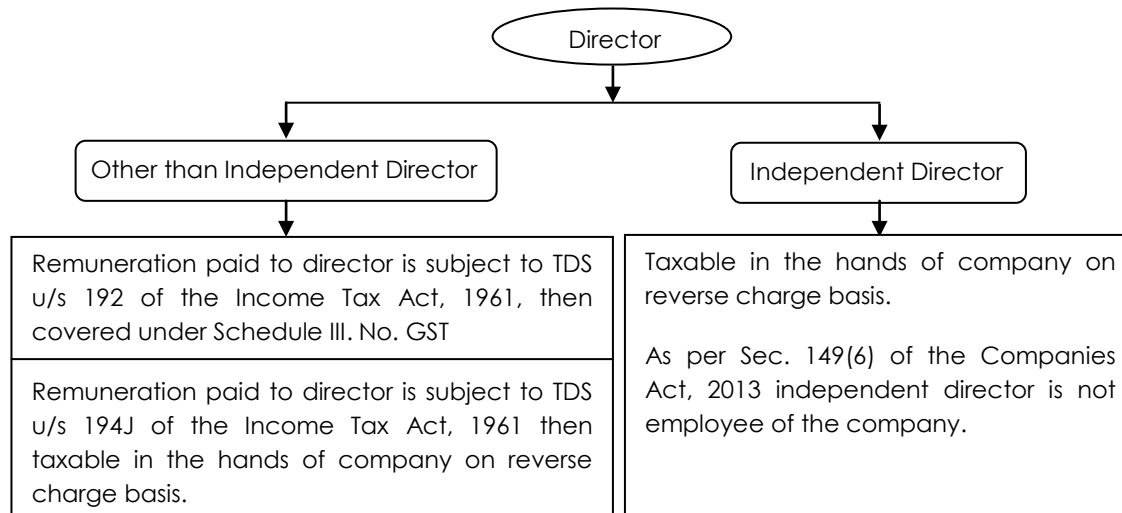 Director
Other than Independent Director
Independent Director
Remuneration paid to director is subject to TDS
u/s 192 of the Income Tax Act, 1961, then
covered under Schedule III. No. GST
Remuneration paid to director is subject to TDS
u/s 194J of the Income Tax Act, 1961 then
taxable in the hands of company on reverse
charge basis.
Taxable in the hands of company on
reverse charge basis.
As per Sec. 149(6) of the Companies
Act, 2013 independent director is not
employee of the company.